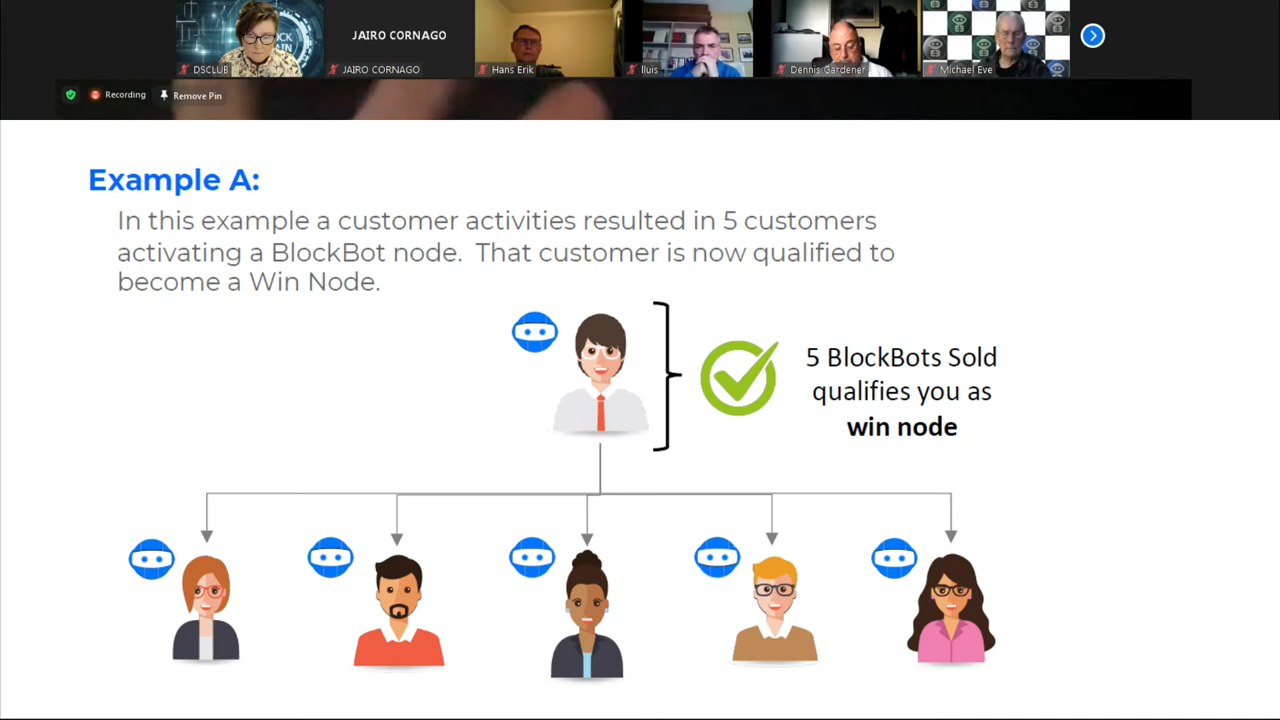 JAIRO CORNAGO
DSCLUB
JAIRO CORNAGO
Hans Erik
lluis
Dennis Gardener
Michael Eve
Recording
Remove Pin
Example A:
In this example a customer activities resulted in 5 customers
activating a BlockBot node. That customer is now qualified to
become a Win Node.
5 BlockBots Sold
qualifies you as
win node